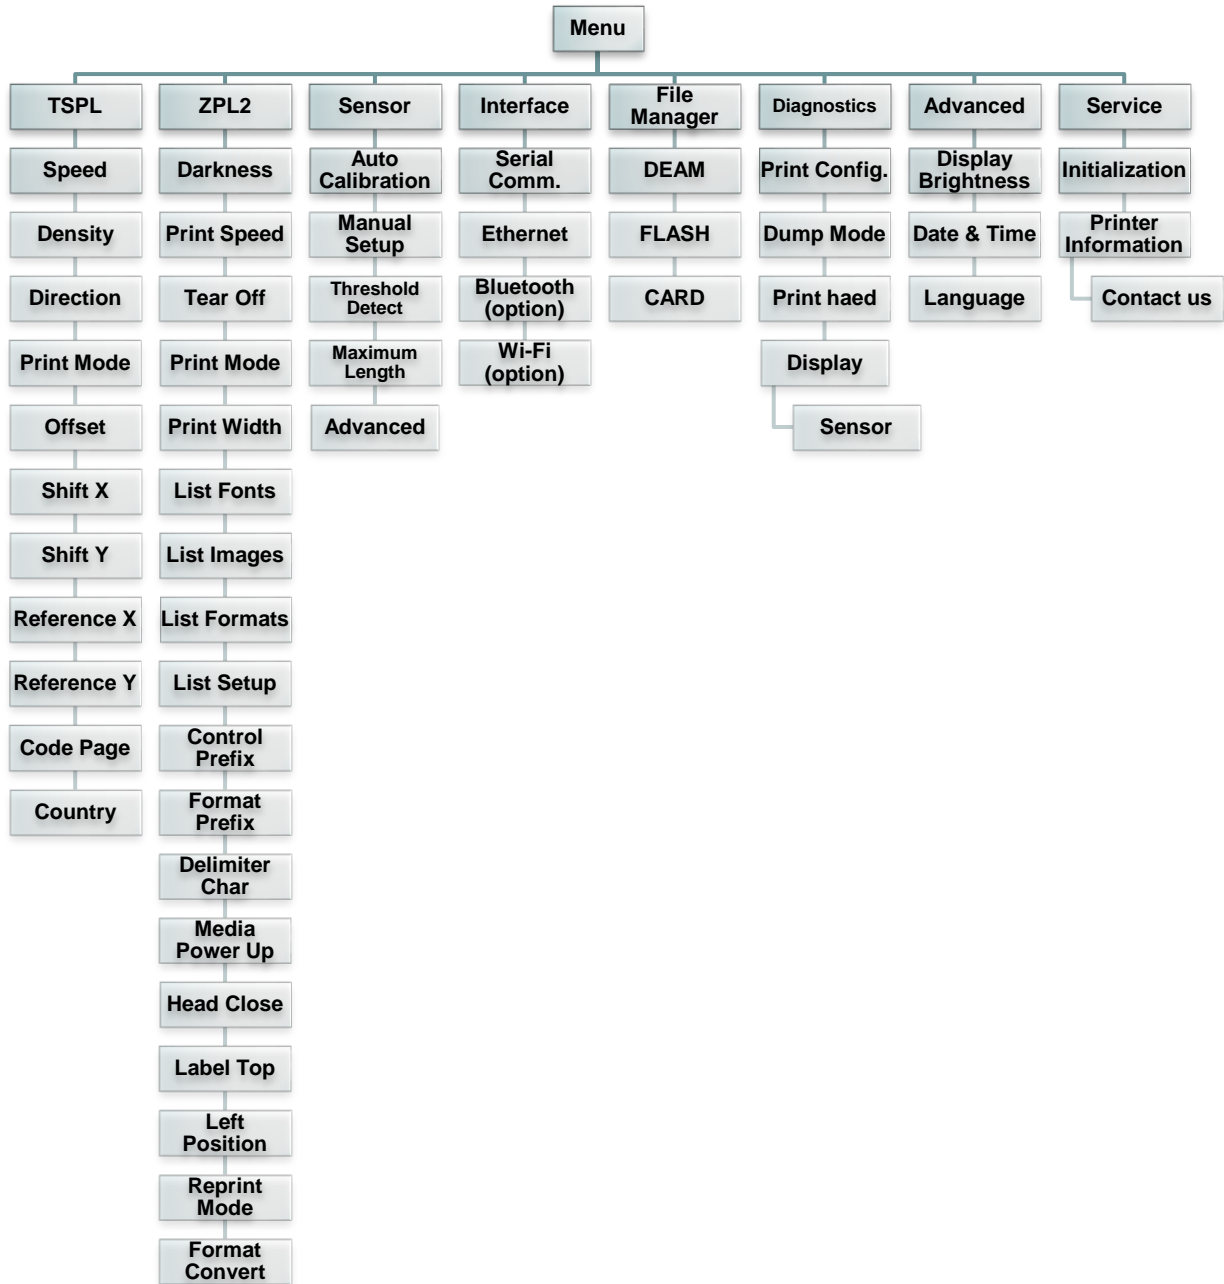 Menu
TSPL
Speed
Density
Direction
Print Mode
Offset
Shift X
Shift Y
Reference X
Reference Y
Code Page
Country
ZPL2
Darkness
Print Speed
Tear Off
Print Mode
Print Width
List Fonts
List Images
List Formats
List Setup
Control
Prefix
Format
Prefix
Delimiter
Char
Media
Power Up
Head Close
Label Top
Left
Position
Reprint
Mode
Format
Convert
Sensor
Auto
Calibration
Manual
Setup
Threshold
Detect
Maximum
Length
Advanced
Interface
Serial
Comm.
Ethernet
Bluetooth
(option)
Wi-Fi
(option)
File
Manager
DEAM
FLASH
CARD
Diagnostics
Print Config.
Dump Mode
Print haed
Display
Sensor
Advanced
Display
Brightness
Date & Time
Language
Service
Initialization
Printer
Information
Contact us